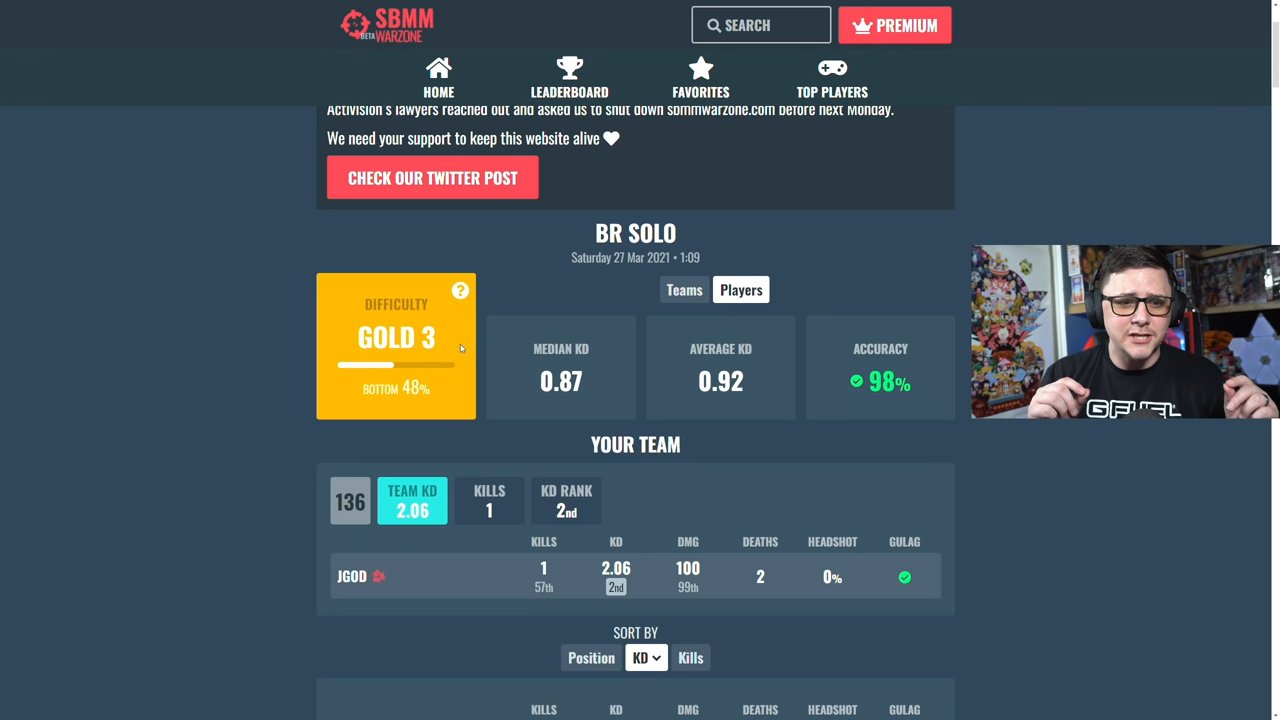 SBMM
BETA WARZONE
SEARCH
PREMIUM
HOME
LEADERBOARD
FAVORITES
TOP PLAYERS
Activision's lawyers reached out and asked us to shut down sbmmwarzone.com before next Monday.
We need your support to keep this website alive
CHECK OUR TWITTER POST
BR SOLO
Saturday 27 Mar 2021 • 1:09
Teams
Players
?
DIFFICULTY
GOLD 3
BOTTOM 48%
MEDIAN KD
0.87
AVERAGE KD
0.92
ACCURACY
98%
GFUEL
YOUR TEAM
136
TEAM KD
2.06
KILLS
1
KD RANK
2nd
KILLS KD DMG DEATHS HEADSHOT GULAG
JGOD 1 2.06 100 2 0%
57th 2nd 99th
SORT BY
Position KD Kills
KILLS KD DMG DEATHS HEADSHOT GULAG